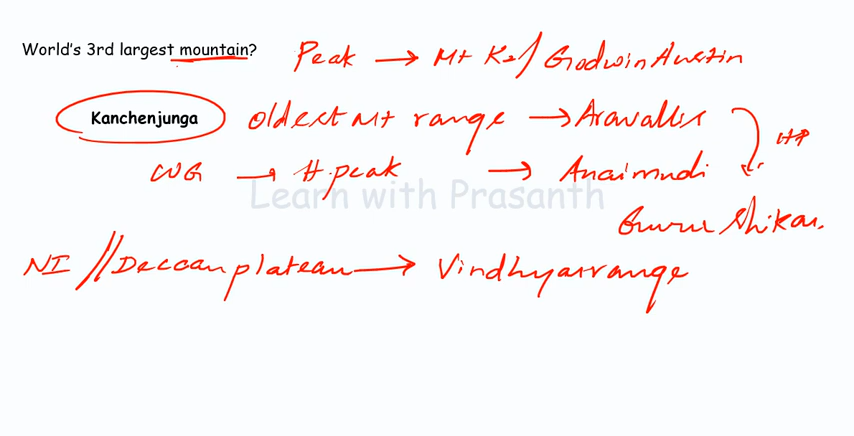 World's 3rd largest mountain? Peak → Mt K2/Godwin Austin
Kanchenjunga Oldest Mt range → Aravallis HP
WG → H.peak → Anaimudi
Learn with Prasanth
Guru Shikar.
NI // Deccan plateau → Vindhyas range